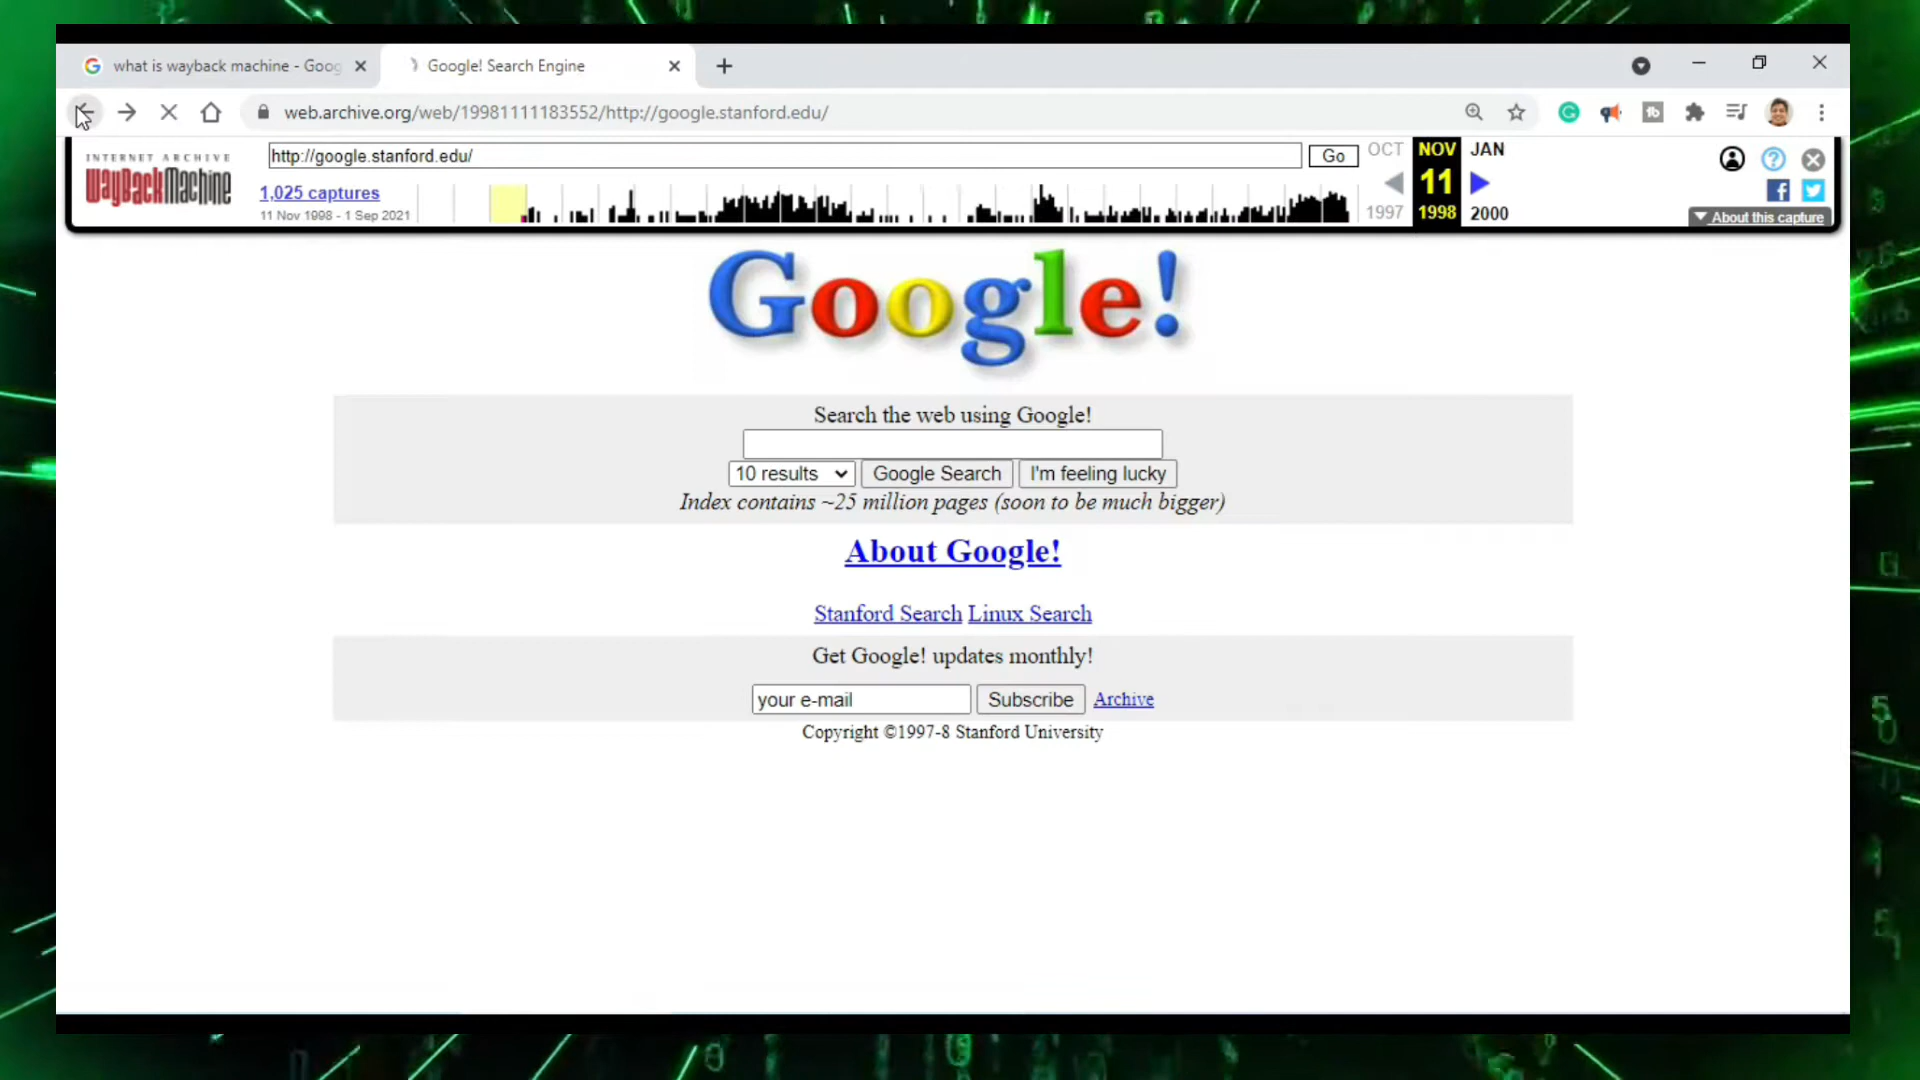 what is wayback machine - Goog
Google! Search Engine
web.archive.org/web/19981111183552/http://google.stanford.edu/
INTERNET ARCHIVE
WayBackMachine
http://google.stanford.edu/
Go
OCT NOV JAN
1,025 captures
11
11 Nov 1998 - 1 Sep 2021
1997 1998 2000
About this capture
Google!
Search the web using Google!
10 results Google Search I'm feeling lucky
Index contains ~25 million pages (soon to be much bigger)
About Google!
Stanford Search Linux Search
Get Google! updates monthly!
your e-mail Subscribe Archive
Copyright ©1997-8 Stanford University